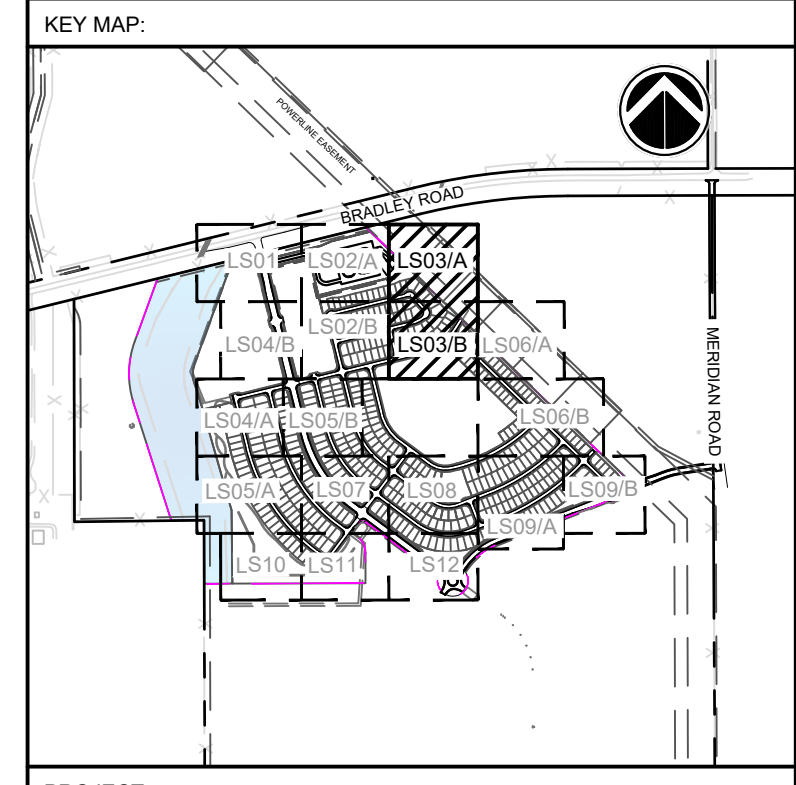 KEY MAP:
POWERLINE EASEMENT
BRADLEY ROAD
LS01
LS02/A
LS03/A
LS02/B
LS04/B
LS03/B
LS06/A
MERIDIAN ROAD
LS04/A
LS05/B
LS06/B
LS05/A
LS07
LS08
LS09/B
LS09/A
LS10
LS11
LS12